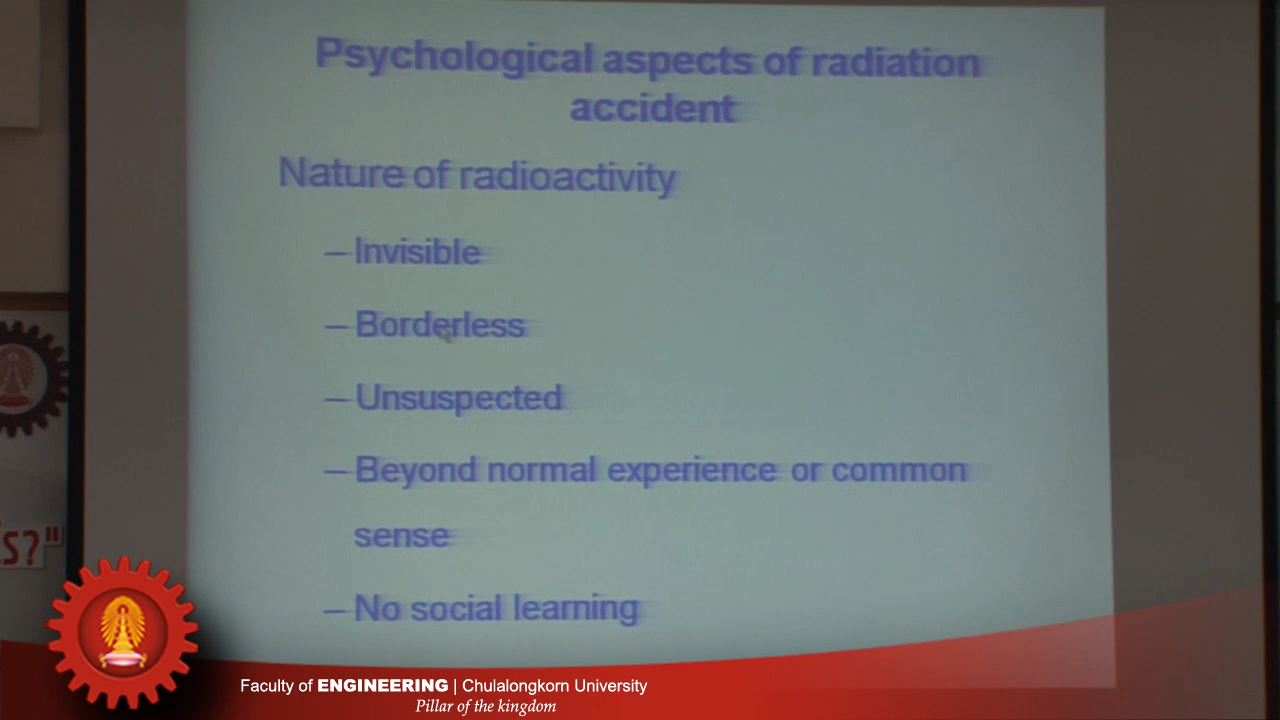 Psychological aspects of radiation
accident
Nature of radioactivity
– Invisible
– Borderless
– Unsuspected
– Beyond normal experience or common
sense
– No social learning
s?"
Faculty of ENGINEERING | Chulalongkorn University
Pillar of the kingdom